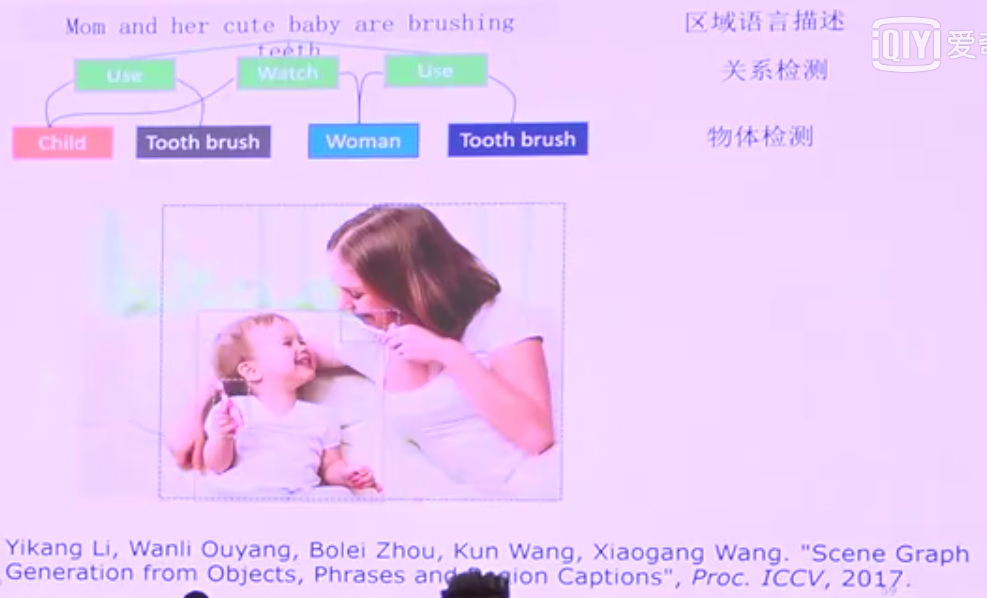 Mom and her cute baby are brushing
teeth
区域语言描述
iQIYI 爱奇
Use
Watch
Use
关系检测
Child
Tooth brush
Woman
Tooth brush
物体检测
Yikang Li, Wanli Ouyang, Bolei Zhou, Kun Wang, Xiaogang Wang. "Scene Graph
Generation from Objects, Phrases and Region Captions", Proc. ICCV, 2017.
59